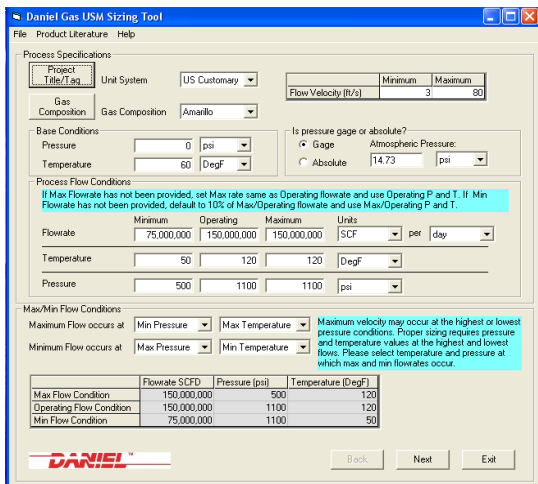 Daniel Gas USM Sizing Tool
File Product Literature Help
Process Specifications
Project Title/Tag
Unit System US Customary
Minimum Maximum
Flow Velocity (ft/s) 3 80
Gas Composition
Gas Composition Amarillo
Base Conditions
Pressure 0 psi
Temperature 60 DegF
Is pressure gage or absolute?
Gage
Absolute
Atmospheric Pressure:
14.73 psi
Process Flow Conditions
If Max Flowrate has not been provided, set Max rate same as Operating flowrate and use Operating P and T. If Min
Flowrate has not been provided, default to 10% of Max/Operating flowrate and use Max/Operating P and T.
Minimum Operating Maximum Units
Flowrate 75,000,000 150,000,000 150,000,000 SCF per day
Temperature 50 120 120 DegF
Pressure 500 1100 1100 psi
Max/Min Flow Conditions
Maximum Flow occurs at Min Pressure Max Temperature
Minimum Flow occurs at Max Pressure Min Temperature
Maximum velocity may occur at the highest or lowest
pressure conditions. Proper sizing requires pressure
and temperature values at the highest and lowest
flows. Please select temperature and pressure at
which max and min flowrates occur.
Flowrate SCFD Pressure (psi) Temperature (DegF)
Max Flow Condition 150,000,000 500 120
Operating Flow Condition 150,000,000 1100 120
Min Flow Condition 75,000,000 1100 50
DANIEL™
Back Next Exit